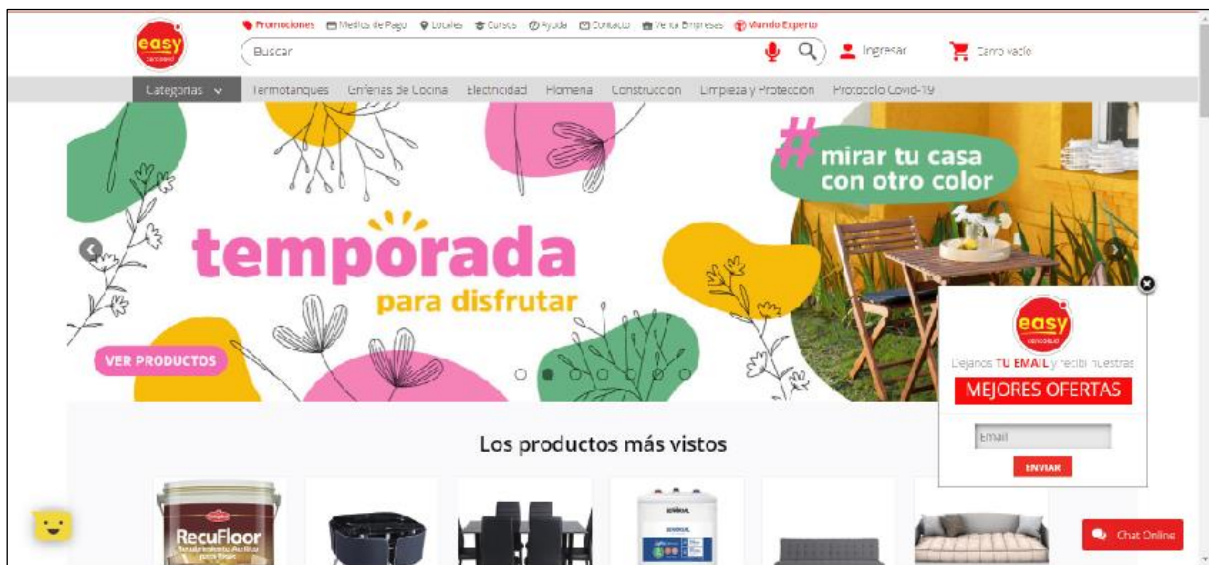 Promociones Medios de Pago Locales Cursos Ayuda Contacto Venta Empresas Mundo Experto
easy
cencosud
Buscar
Ingresar
Carro vacío
Categorías Termotanques Griferías de Cocina Electricidad Plomería Construcción Limpieza y Protección Protocolo Covid-19
# mirar tu casa
con otro color
temporada
para disfrutar
VER PRODUCTOS
easy
cencosud
Dejanos TU EMAIL y recibí nuestras
MEJORES OFERTAS
Email
ENVIAR
Los productos más vistos
RecuFloor
Chat Online